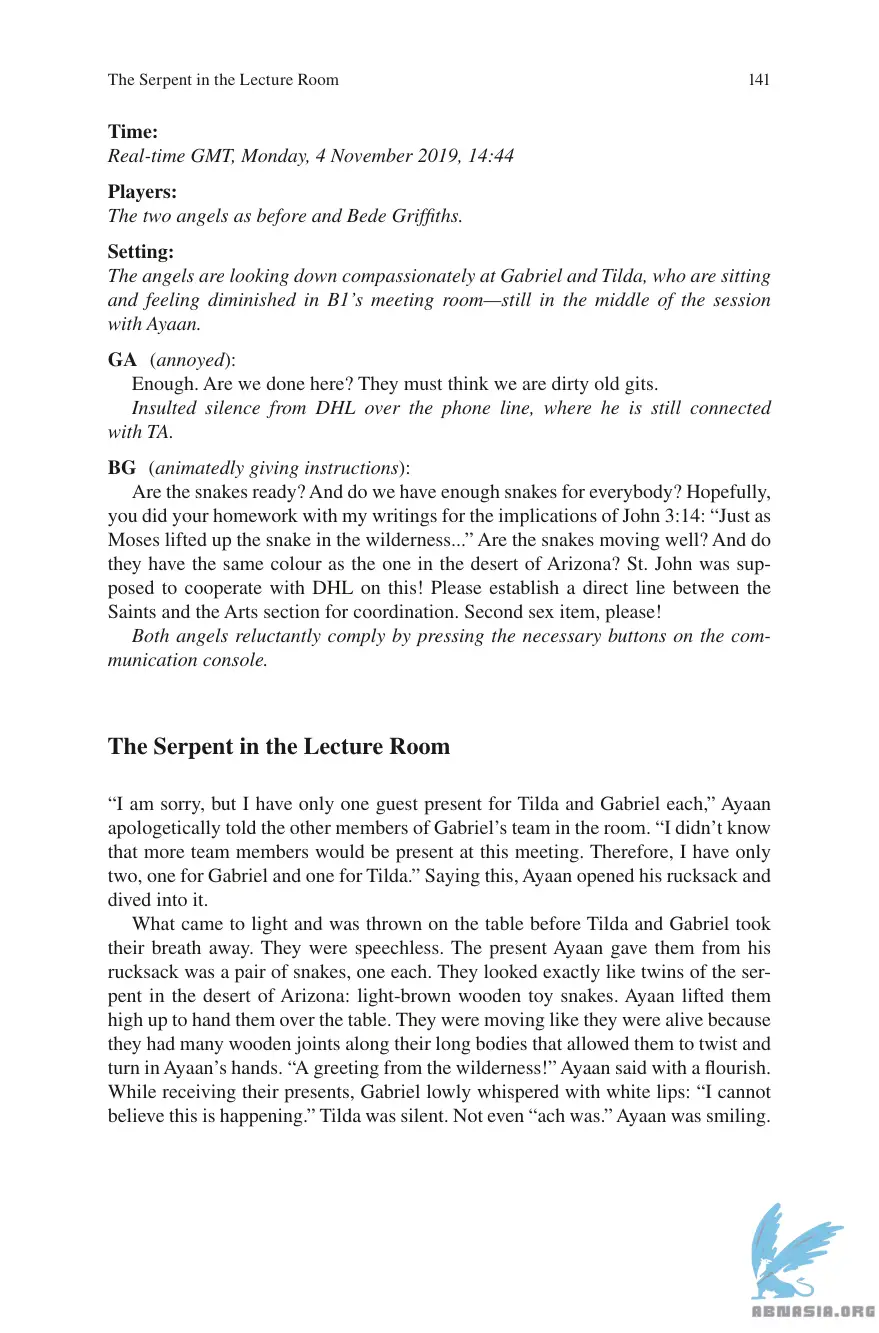 The Serpent in the Lecture Room 141
Time:
Real-time GMT, Monday, 4 November 2019, 14:44
Players:
The two angels as before and Bede Griffiths.
Setting:
The angels are looking down compassionately at Gabriel and Tilda, who are sitting
and feeling diminished in B1’s meeting room—still in the middle of the session
with Ayaan.
GA (annoyed):
Enough. Are we done here? They must think we are dirty old gits.
Insulted silence from DHL over the phone line, where he is still connected
with TA.
BG (animatedly giving instructions):
Are the snakes ready? And do we have enough snakes for everybody? Hopefully,
you did your homework with my writings for the implications of John 3:14: “Just as
Moses lifted up the snake in the wilderness...” Are the snakes moving well? And do
they have the same colour as the one in the desert of Arizona? St. John was sup-
posed to cooperate with DHL on this! Please establish a direct line between the
Saints and the Arts section for coordination. Second sex item, please!
Both angels reluctantly comply by pressing the necessary buttons on the com-
munication console.
The Serpent in the Lecture Room
“I am sorry, but I have only one guest present for Tilda and Gabriel each,” Ayaan
apologetically told the other members of Gabriel’s team in the room. “I didn’t know
that more team members would be present at this meeting. Therefore, I have only
two, one for Gabriel and one for Tilda.” Saying this, Ayaan opened his rucksack and
dived into it.
What came to light and was thrown on the table before Tilda and Gabriel took
their breath away. They were speechless. The present Ayaan gave them from his
rucksack was a pair of snakes, one each. They looked exactly like twins of the ser-
pent in the desert of Arizona: light-brown wooden toy snakes. Ayaan lifted them
high up to hand them over the table. They were moving like they were alive because
they had many wooden joints along their long bodies that allowed them to twist and
turn in Ayaan’s hands. “A greeting from the wilderness!” Ayaan said with a flourish.
While receiving their presents, Gabriel lowly whispered with white lips: “I cannot
believe this is happening.” Tilda was silent. Not even “ach was.” Ayaan was smiling.
ABNASIA.ORG